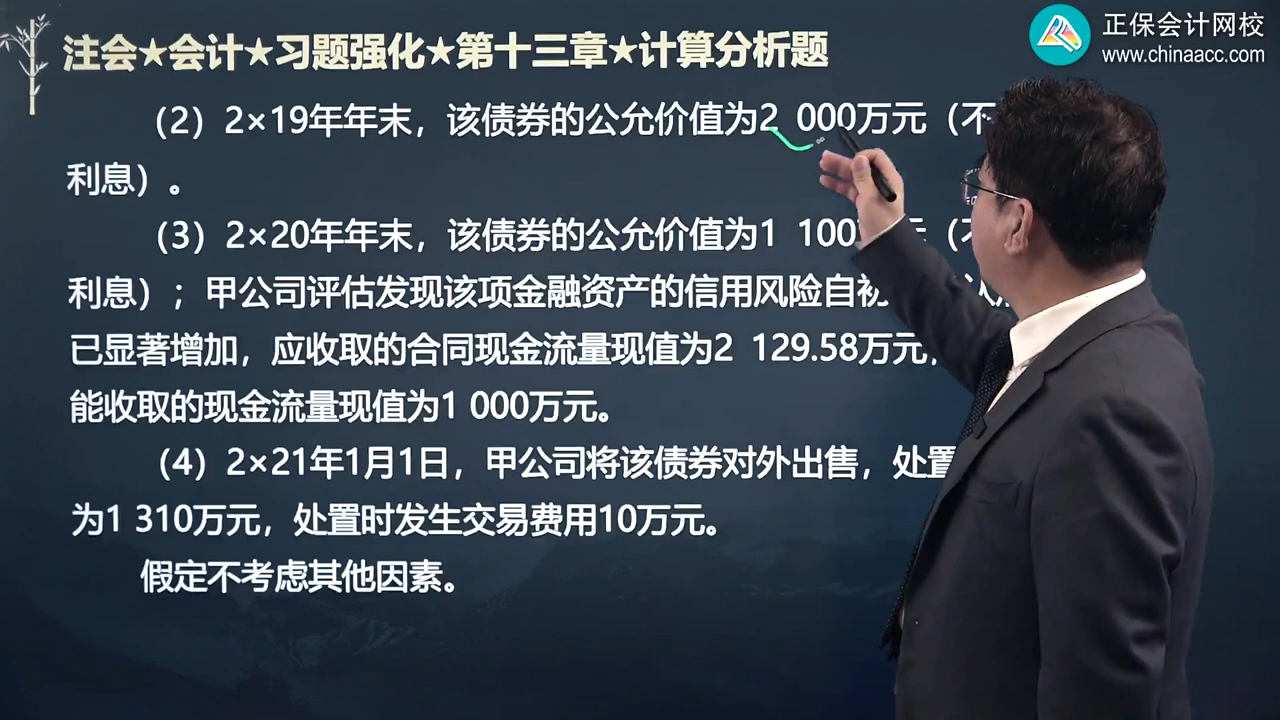 正保会计网校
www.chinaacc.com
注会★会计★习题强化★第十三章★计算分析题
（2）2×19年年末，该债券的公允价值为2 000万元（不
利息）。
（3）2×20年年末，该债券的公允价值为1 100 元（
利息）；甲公司评估发现该项金融资产的信用风险自初
已显著增加，应收取的合同现金流量现值为2 129.58万元，
能收取的现金流量现值为1 000万元。
（4）2×21年1月1日，甲公司将该债券对外出售，处置
为1 310万元，处置时发生交易费用10万元。
假定不考虑其他因素。